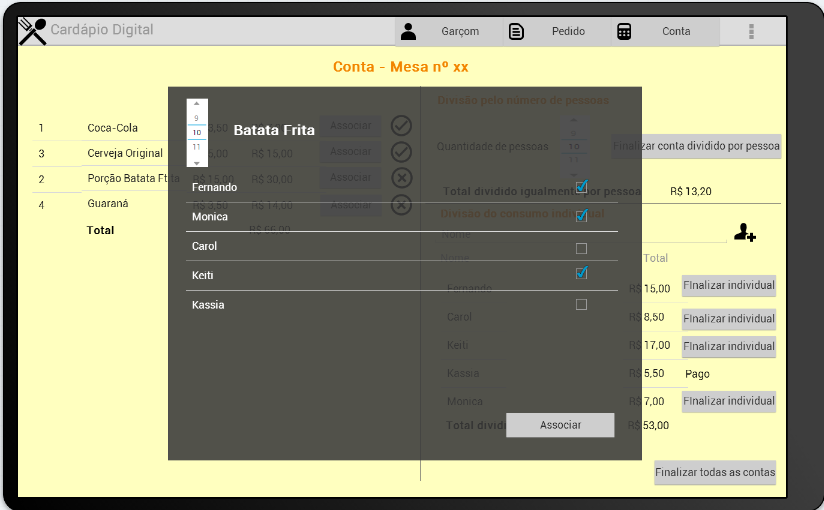 Cardápio Digital Garçom Pedido Conta
Conta - Mesa nº xx
Divisão pelo número de pessoas
9
10
11
Batata Frita
1 Coca-Cola 3,50 Associar
3 Cerveja Original 5,00 R$ 15,00 Associar
2 Porção Batata Frita R$ 15,00 R$ 30,00 Associar
4 Guaraná R$ 3,50 R$ 14,00 Associar
Total R$ 66,00
Quantidade de pessoas 9 10 11 Finalizar conta dividido por pessoa
Total dividido igualmente por pessoa R$ 13,20
Divisão do consumo individual
Nome
Nome Total
Fernando
Monica
Carol
Keiti
Kassia
Fernando R$ 15,00 FInalizar individual
Carol R$ 8,50 FInalizar individual
Keiti R$ 17,00 FInalizar individual
Kassia R$ 5,50 Pago
Monica R$ 7,00 FInalizar individual
Total dividi R$ 53,00
Associar
Finalizar todas as contas